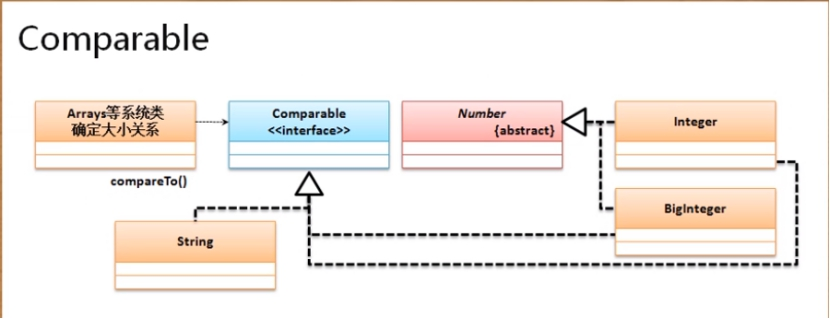 Comparable
Arrays等系统类
确定大小关系
Comparable
<<interface>>
Number
{abstract}
Integer
compareTo()
BigInteger
String